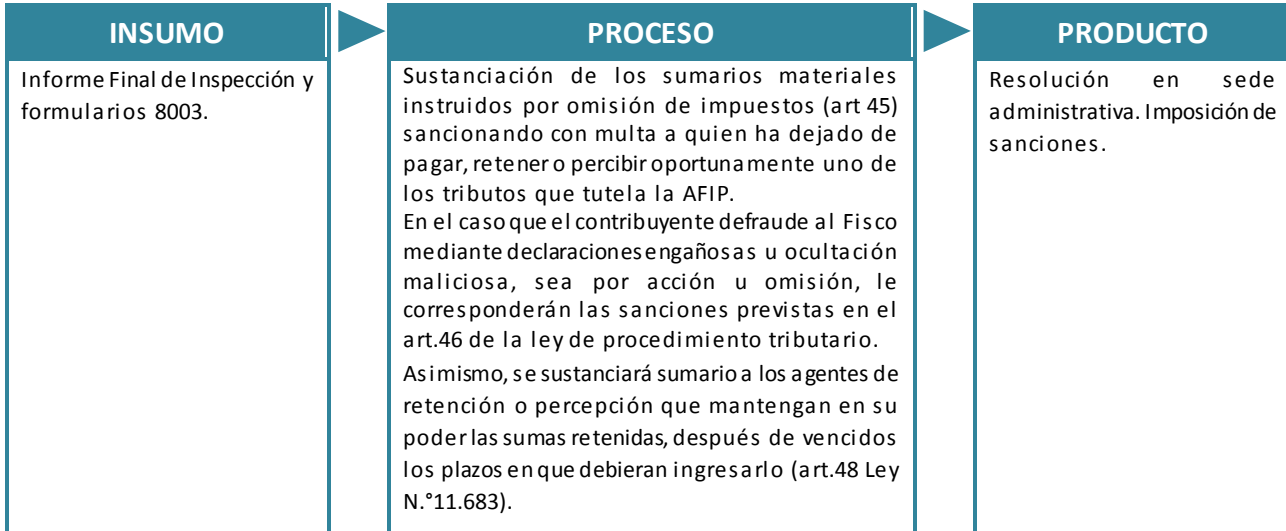 INSUMO
Informe Final de Inspección y
formularios 8003.
PROCESO
Sustanciación de los sumarios materiales
instruidos por omisión de impuestos (art 45)
sancionando con multa a quien ha dejado de
pagar, retener o percibir oportunamente uno de
los tributos que tutela la AFIP.
En el caso que el contribuyente defraude al Fisco
mediante declaraciones engañosas u ocultación
maliciosa, sea por acción u omisión, le
corresponderán las sanciones previstas en el
art.46 de la ley de procedimiento tributario.
Asimismo, se sustanciará sumario a los agentes de
retención o percepción que mantengan en su
poder las sumas retenidas, después de vencidos
los plazos en que debieran ingresarlo (art.48 Ley
N.°11.683).
PRODUCTO
Resolución en sede
administrativa. Imposición de
sanciones.